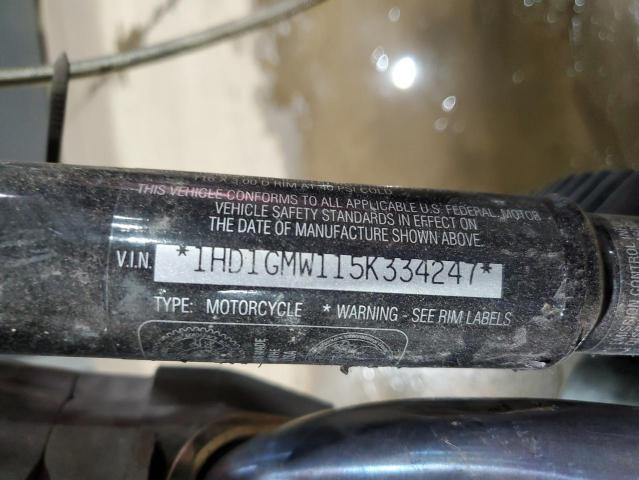 THIS VEHICLE CONFORMS TO ALL APPLICABLE U.S. FEDERAL MOTOR
VEHICLE SAFETY STANDARDS IN EFFECT ON
THE DATE OF MANUFACTURE SHOWN ABOVE.
V.I.N. *1HD1GMW115K334247*
TYPE: MOTORCYCLE * WARNING - SEE RIM LABELS